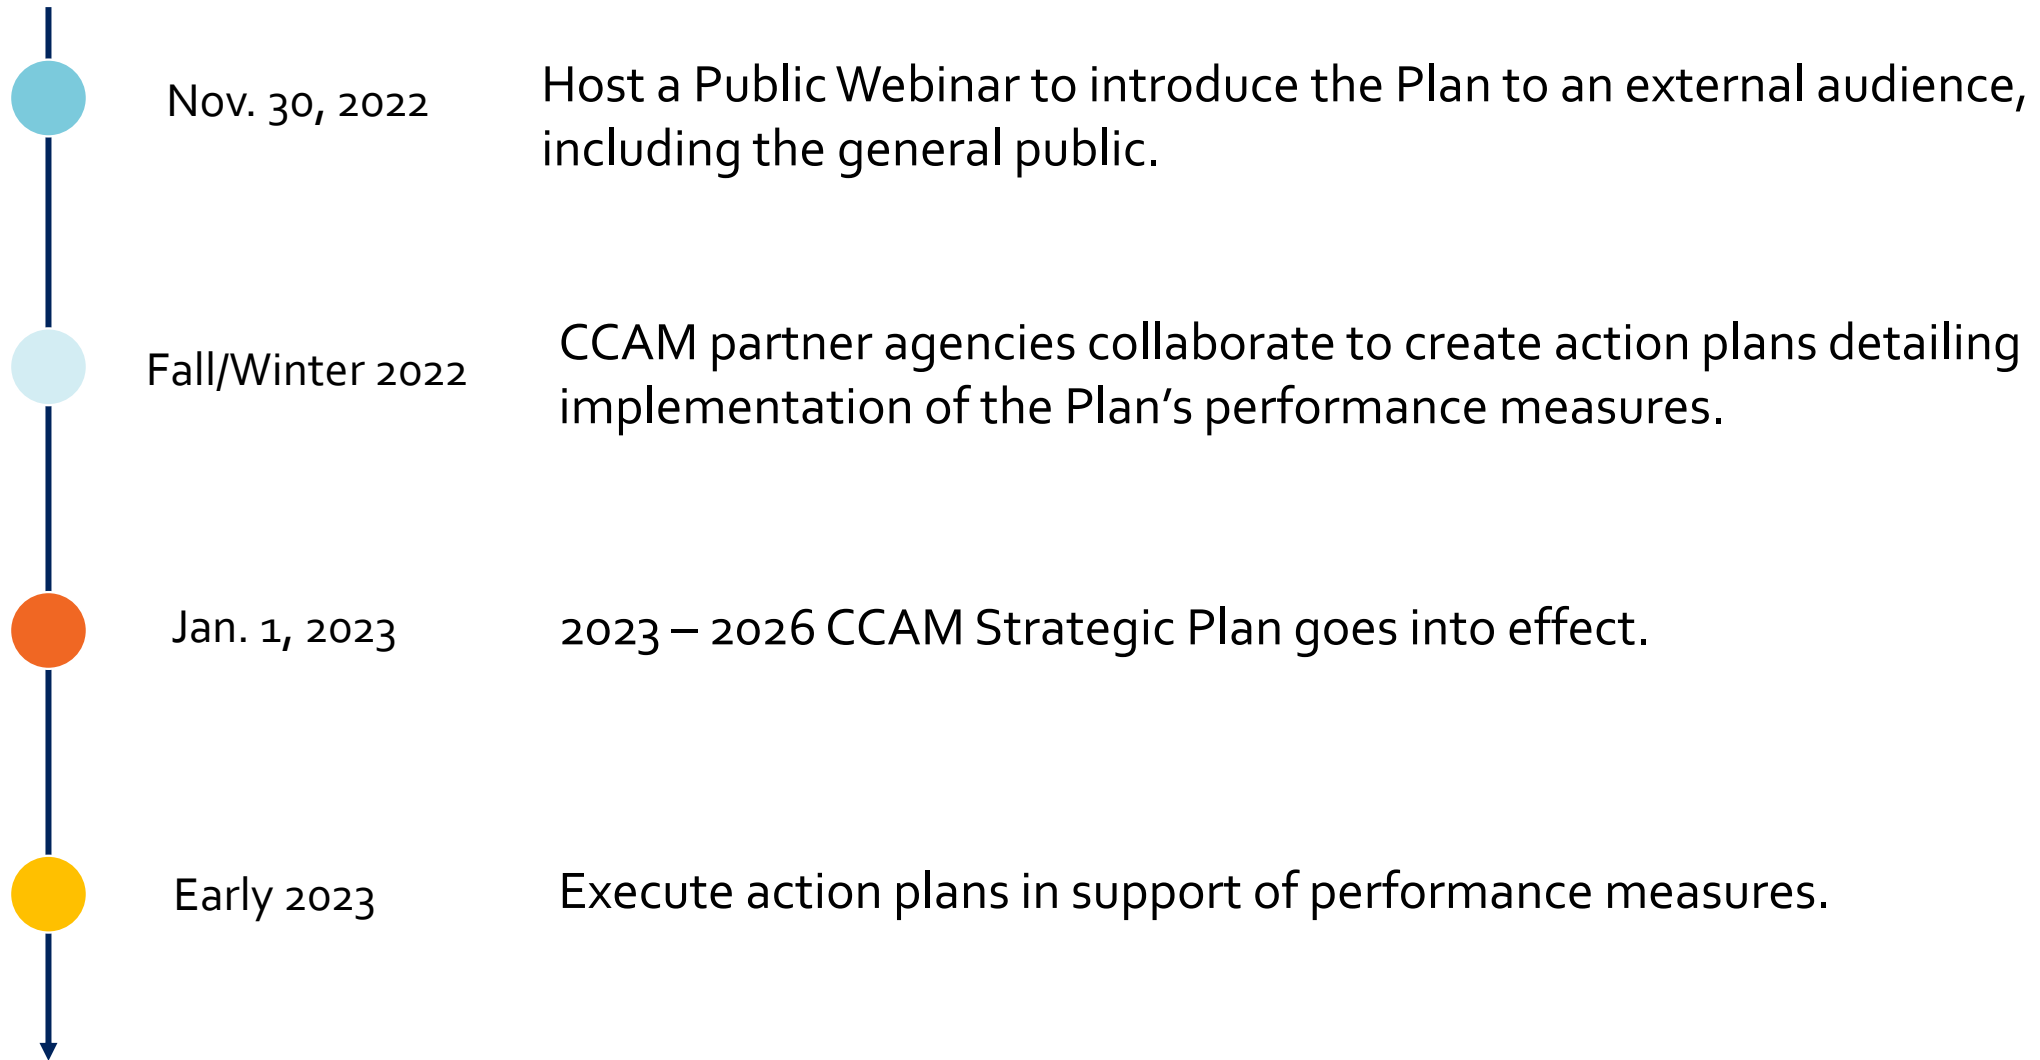 Nov. 30, 2022
Host a Public Webinar to introduce the Plan to an external audience,
including the general public.
Fall/Winter 2022
CCAM partner agencies collaborate to create action plans detailing
implementation of the Plan’s performance measures.
Jan. 1, 2023
2023 – 2026 CCAM Strategic Plan goes into effect.
Early 2023
Execute action plans in support of performance measures.